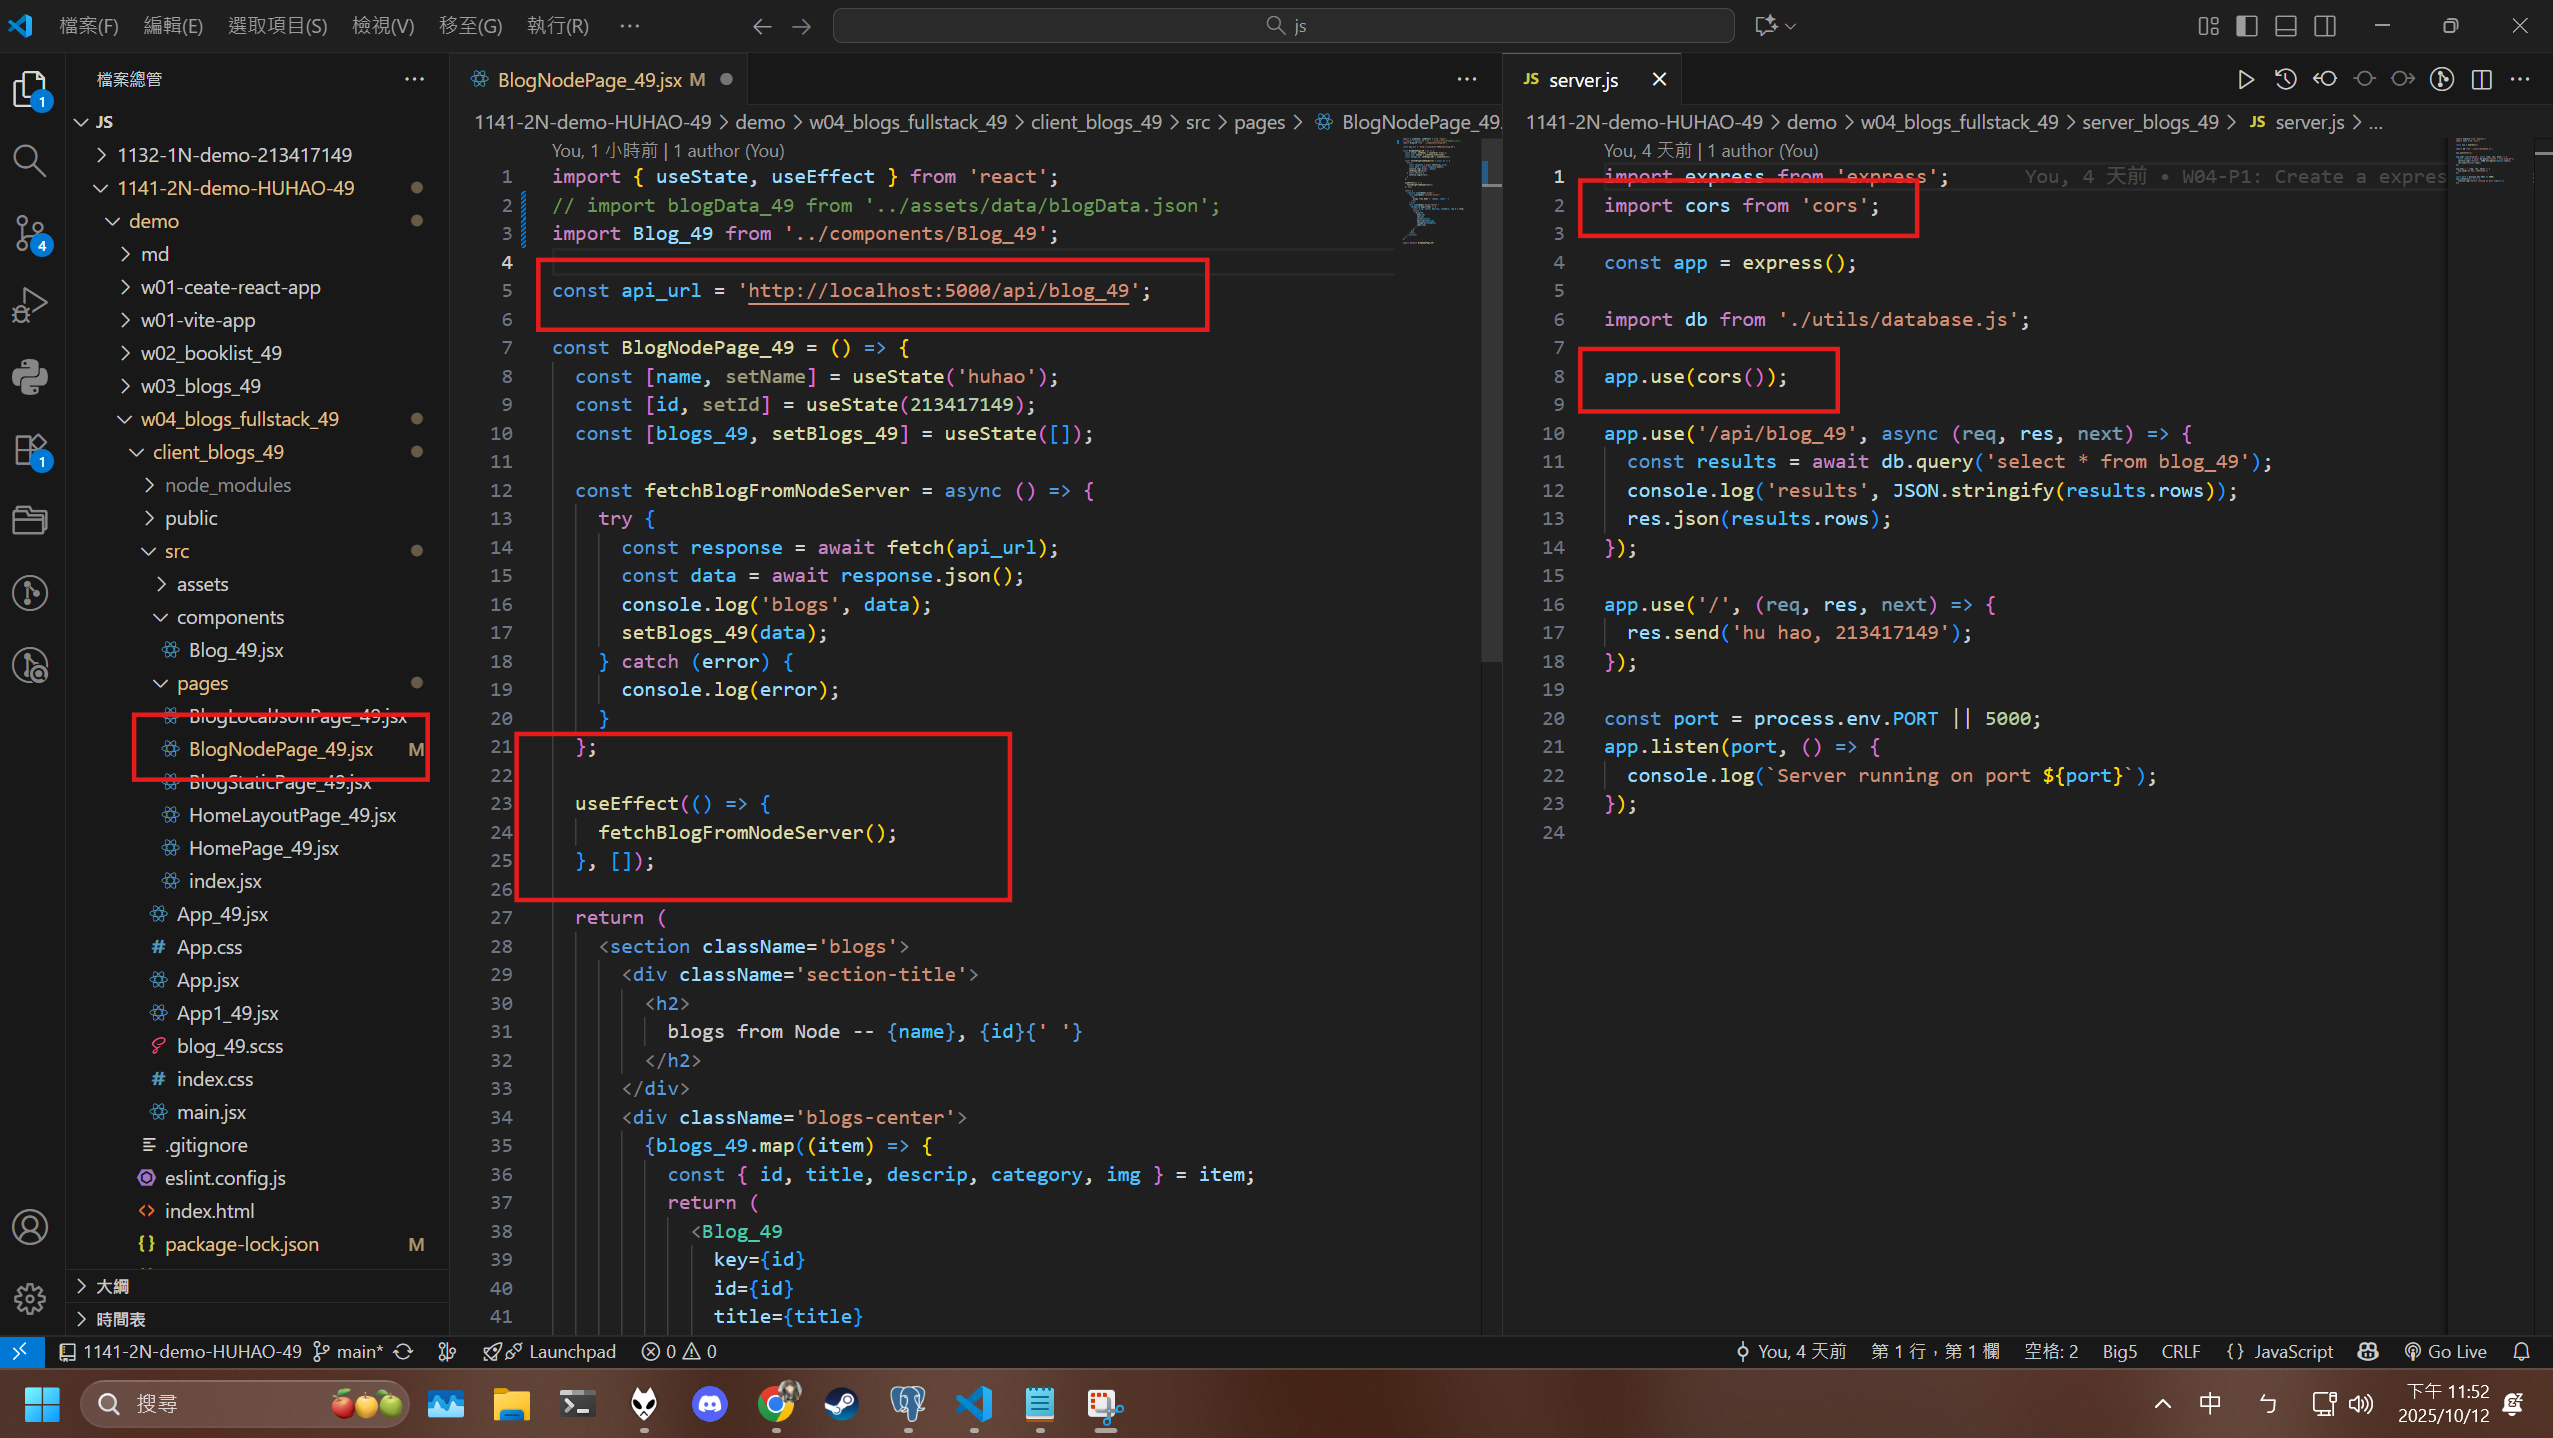 檔案(F) 編輯(E) 選取項目(S) 檢視(V) 移至(G) 執行(R) ···
js
檔案總管
JS
1132-1N-demo-213417149
1141-2N-demo-HUHAO-49
demo
md
w01-ceate-react-app
w01-vite-app
w02_booklist_49
w03_blogs_49
w04_blogs_fullstack_49
client_blogs_49
node_modules
public
src
assets
components
Blog_49.jsx
pages
BlogLocalJsonPage_49.jsx
BlogNodePage_49.jsx M
BlogStaticPage_49.jsx
HomeLayoutPage_49.jsx
HomePage_49.jsx
index.jsx
App_49.jsx
App.css
App.jsx
App1_49.jsx
blog_49.scss
index.css
main.jsx
.gitignore
eslint.config.js
index.html
package-lock.json M
大綱
時間表
1
4
1
BlogNodePage_49.jsx M
1141-2N-demo-HUHAO-49 > demo > w04_blogs_fullstack_49 > client_blogs_49 > src > pages > BlogNodePage_49.
You, 1 小時前 | 1 author (You)
1 import { useState, useEffect } from 'react';
2 // import blogData_49 from '../assets/data/blogData.json';
3 import Blog_49 from '../components/Blog_49';
4
5 const api_url = 'http://localhost:5000/api/blog_49';
6
7 const BlogNodePage_49 = () => {
8 const [name, setName] = useState('huhao');
9 const [id, setId] = useState(213417149);
10 const [blogs_49, setBlogs_49] = useState([]);
11
12 const fetchBlogFromNodeServer = async () => {
13 try {
14 const response = await fetch(api_url);
15 const data = await response.json();
16 console.log('blogs', data);
17 setBlogs_49(data);
18 } catch (error) {
19 console.log(error);
20 }
21 };
22
23 useEffect(() => {
24 fetchBlogFromNodeServer();
25 }, []);
26
27 return (
28 <section className='blogs'>
29 <div className='section-title'>
30 <h2>
31 blogs from Node -- {name}, {id}{' '}
32 </h2>
33 </div>
34 <div className='blogs-center'>
35 {blogs_49.map((item) => {
36 const { id, title, descrip, category, img } = item;
37 return (
38 <Blog_49
39 key={id}
40 id={id}
41 title={title}
JS server.js
1141-2N-demo-HUHAO-49 > demo > w04_blogs_fullstack_49 > server_blogs_49 > JS server.js > ...
You, 4 天前 | 1 author (You)
1 import express from 'express'; You, 4 天前 • W04-P1: Create a expres
2 import cors from 'cors';
3
4 const app = express();
5
6 import db from './utils/database.js';
7
8 app.use(cors());
9
10 app.use('/api/blog_49', async (req, res, next) => {
11 const results = await db.query('select * from blog_49');
12 console.log('results', JSON.stringify(results.rows));
13 res.json(results.rows);
14 });
15
16 app.use('/', (req, res, next) => {
17 res.send('hu hao, 213417149');
18 });
19
20 const port = process.env.PORT || 5000;
21 app.listen(port, () => {
22 console.log(`Server running on port ${port}`);
23 });
24
1141-2N-demo-HUHAO-49 main* Launchpad 0 0 You, 4 天前 第 1 行，第 1 欄 空格: 2 Big5 CRLF {} JavaScript Go Live
搜尋
中 ㄅ
下午 11:52
2025/10/12